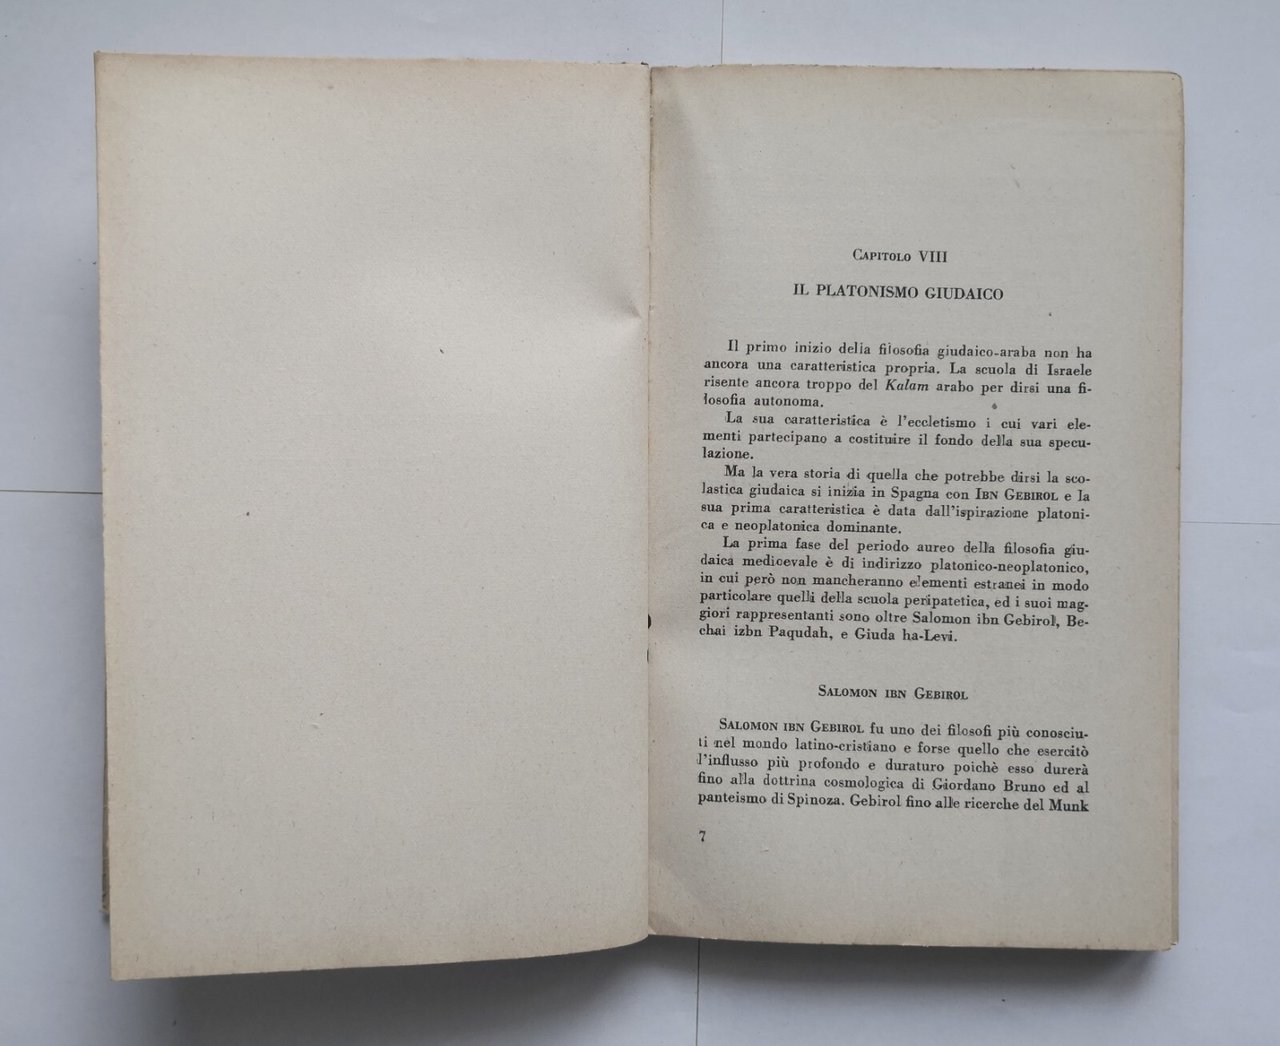 Capitolo VIII
IL PLATONISMO GIUDAICO
Il primo inizio della filosofia giudaico-araba non ha
ancora una caratteristica propria. La scuola di Israele
risente ancora troppo del Kalam arabo per dirsi una fi-
losofia autonoma.
La sua caratteristica è l'eccletismo i cui vari ele-
menti partecipano a costituire il fondo della sua specu-
lazione.
Ma la vera storia di quella che potrebbe dirsi la sco-
lastica giudaica si inizia in Spagna con Ibn Gebirol e la
sua prima caratteristica è data dall'ispirazione platoni-
ca e neoplatonica dominante.
La prima fase del periodo aureo della filosofia giu-
daica medioevale è di indirizzo platonico-neoplatonico,
in cui però non mancheranno elementi estranei in modo
particolare quelli della scuola peripatetica, ed i suoi mag-
giori rappresentanti sono oltre Salomon ibn Gebirol, Be-
chai izbn Paqudah, e Giuda ha-Levi.
Salomon ibn Gebirol
Salomon ibn Gebirol fu uno dei filosofi più conosciu-
ti nel mondo latino-cristiano e forse quello che esercitò
l'influsso più profondo e duraturo poichè esso durerà
fino alla dottrina cosmologica di Giordano Bruno ed al
panteismo di Spinoza. Gebirol fino alle ricerche del Munk
7